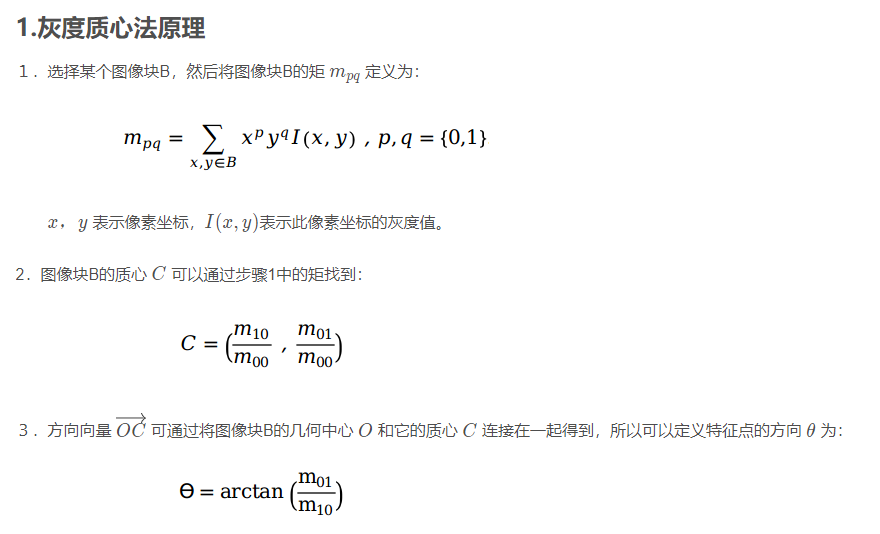 1.灰度质心法原理
1．选择某个图像块B，然后将图像块B的矩 m_{pq} 定义为：
m_{pq} = \sum_{x,y∈B} x^p y^q I(x, y) , p, q = {0,1}
x，y 表示像素坐标，I(x, y)表示此像素坐标的灰度值。
2．图像块B的质心 C 可以通过步骤1中的矩找到：
C = (\frac{m_{10}}{m_{00}} , \frac{m_{01}}{m_{00}})
3．方向向量 \overrightarrow{OC} 可通过将图像块B的几何中心 O 和它的质心 C 连接在一起得到，所以可以定义特征点的方向 θ 为：
Θ = arctan (\frac{m_{01}}{m_{10}})